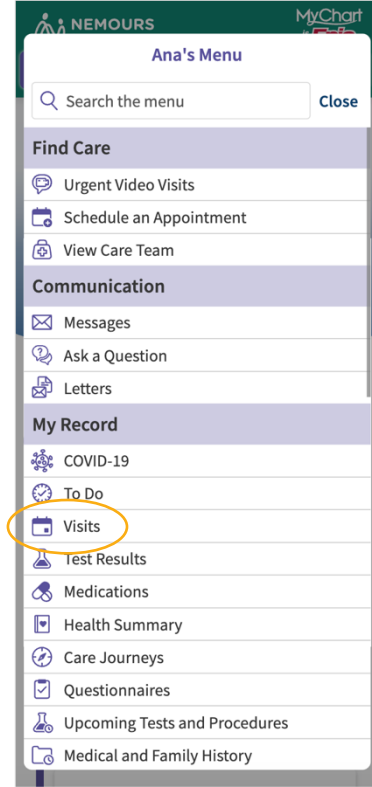 NEMOURS
MyChart
Ana's Menu
Search the menu
Close
Find Care
Urgent Video Visits
Schedule an Appointment
View Care Team
Communication
Messages
Ask a Question
Letters
My Record
COVID-19
To Do
Visits
Test Results
Medications
Health Summary
Care Journeys
Questionnaires
Upcoming Tests and Procedures
Medical and Family History